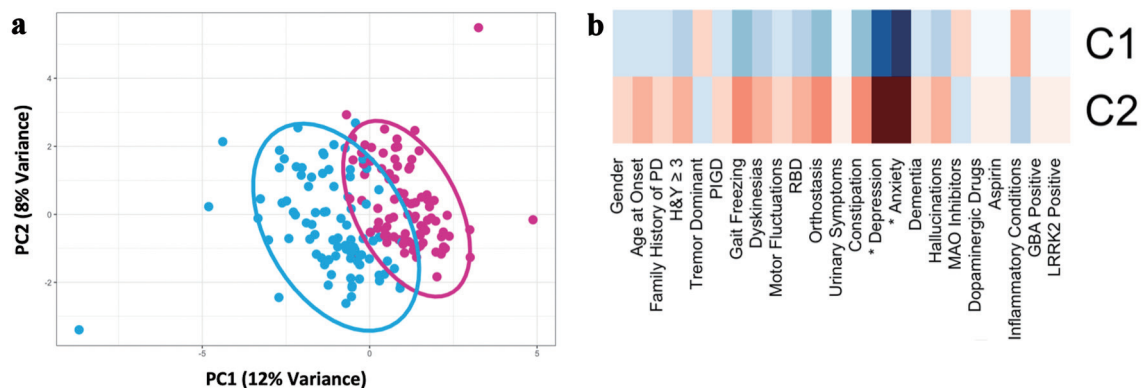 a
PC2 (8% Variance)
4
2
0
-2
-5
0
5
PC1 (12% Variance)
b
C1
C2
Gender
Age at Onset
Family History of PD
H&Y ≥ 3
Tremor Dominant
PIGD
Gait Freezing
Dyskinesias
Motor Fluctuations
RBD
Orthostasis
Urinary Symptoms
Constipation
* Depression
* Anxiety
Dementia
Hallucinations
MAO Inhibitors
Dopaminergic Drugs
Aspirin
Inflammatory Conditions
GBA Positive
LRRK2 Positive